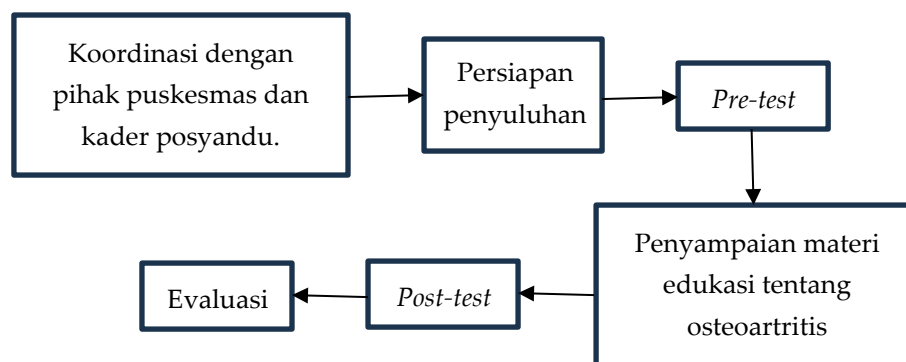 Koordinasi dengan
pihak puskesmas dan
kader posyandu.
Persiapan
penyuluhan
Pre-test
Penyampaian materi
edukasi tentang
osteoartritis
Post-test
Evaluasi